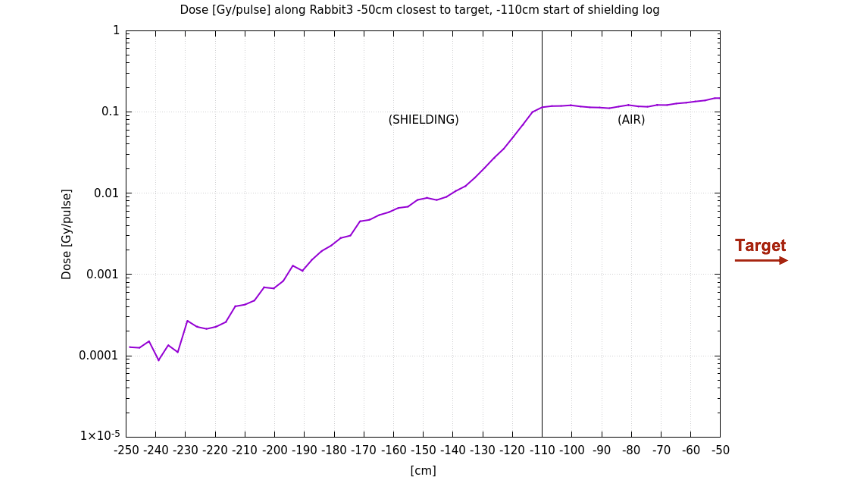 Dose [Gy/pulse] along Rabbit3 -50cm closest to target, -110cm start of shielding log
1
0.1
0.01
0.001
0.0001
1×10-5
Dose [Gy/pulse]
(SHIELDING)
(AIR)
Target
-250 -240 -230 -220 -210 -200 -190 -180 -170 -160 -150 -140 -130 -120 -110 -100 -90 -80 -70 -60 -50
[cm]